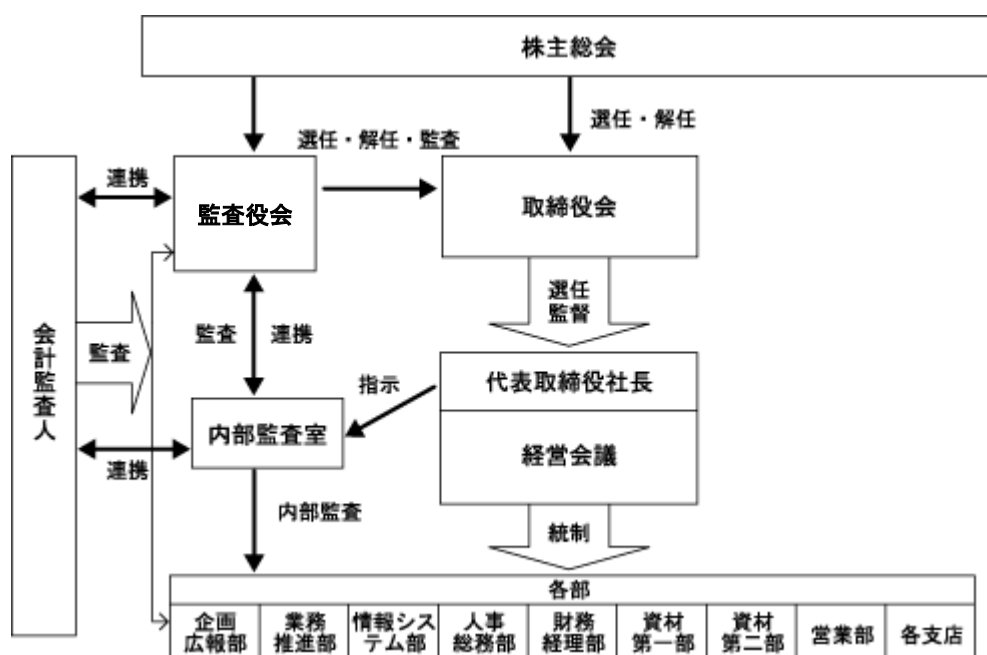 株主総会
選任・解任・監査
選任・解任
連携
監査役会
取締役会
選任
監督
監査
連携
会計監査人
監査
指示
代表取締役社長
内部監査室
経営会議
連携
内部監査
統制
各部
企画
広報部
業務
推進部
情報シス
テム部
人事
総務部
財務
経理部
資材
第一部
資材
第二部
営業部
各支店